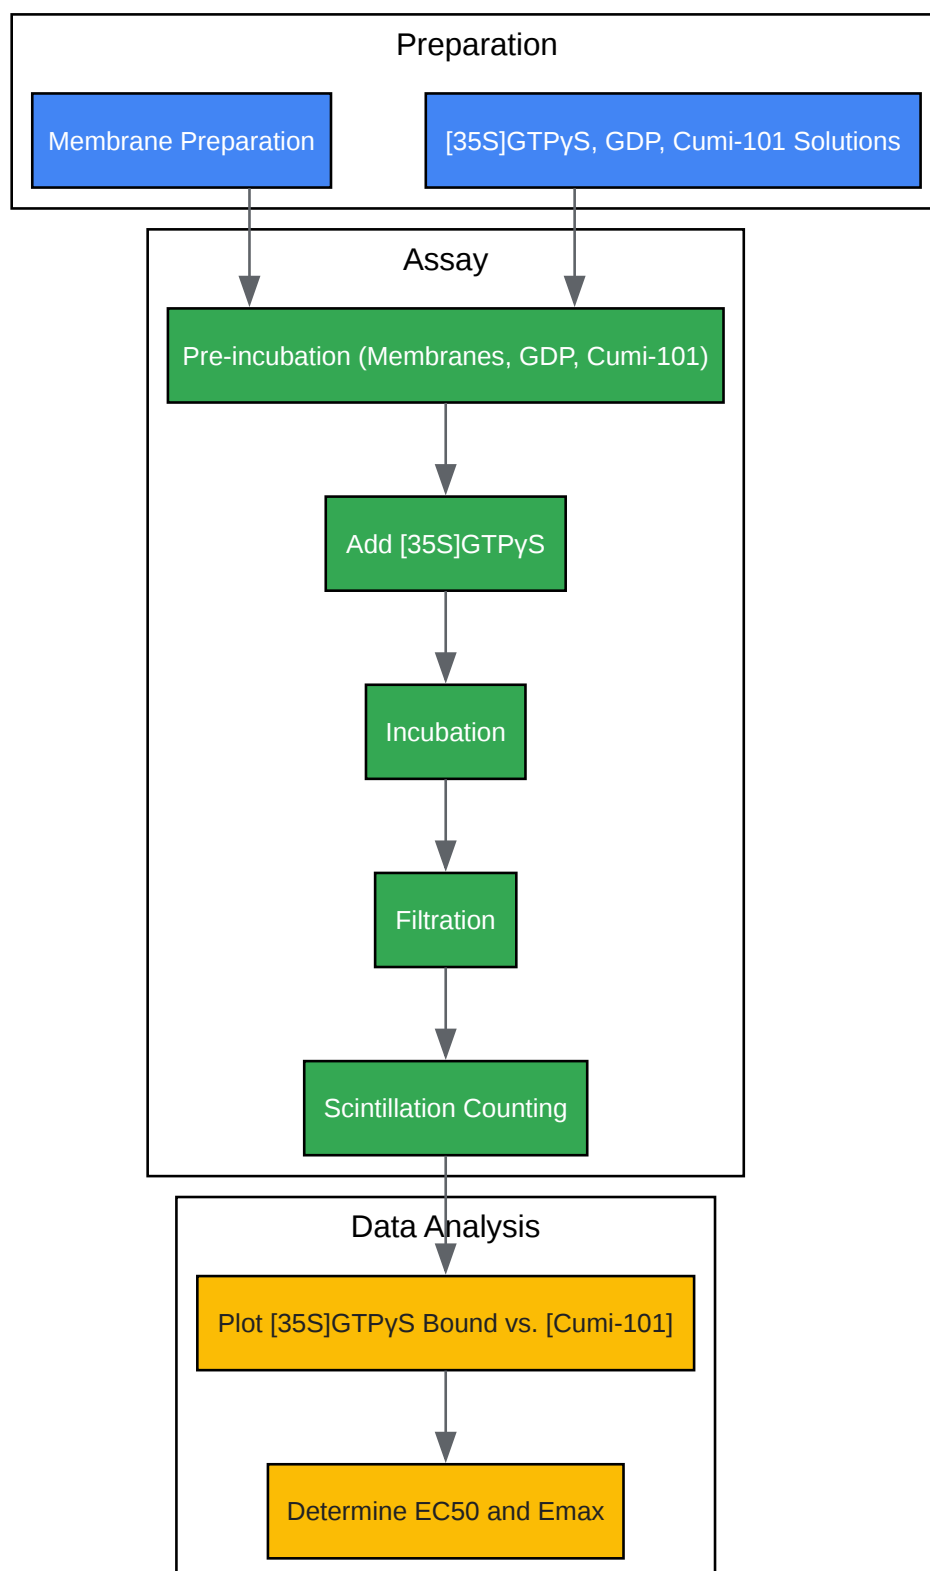 Preparation
Membrane Preparation
[35S]GTPγS, GDP, Cumi-101 Solutions
Assay
Pre-incubation (Membranes, GDP, Cumi-101)
Add [35S]GTPγS
Incubation
Filtration
Scintillation Counting
Data Analysis
Plot [35S]GTPγS Bound vs. [Cumi-101]
Determine EC50 and Emax